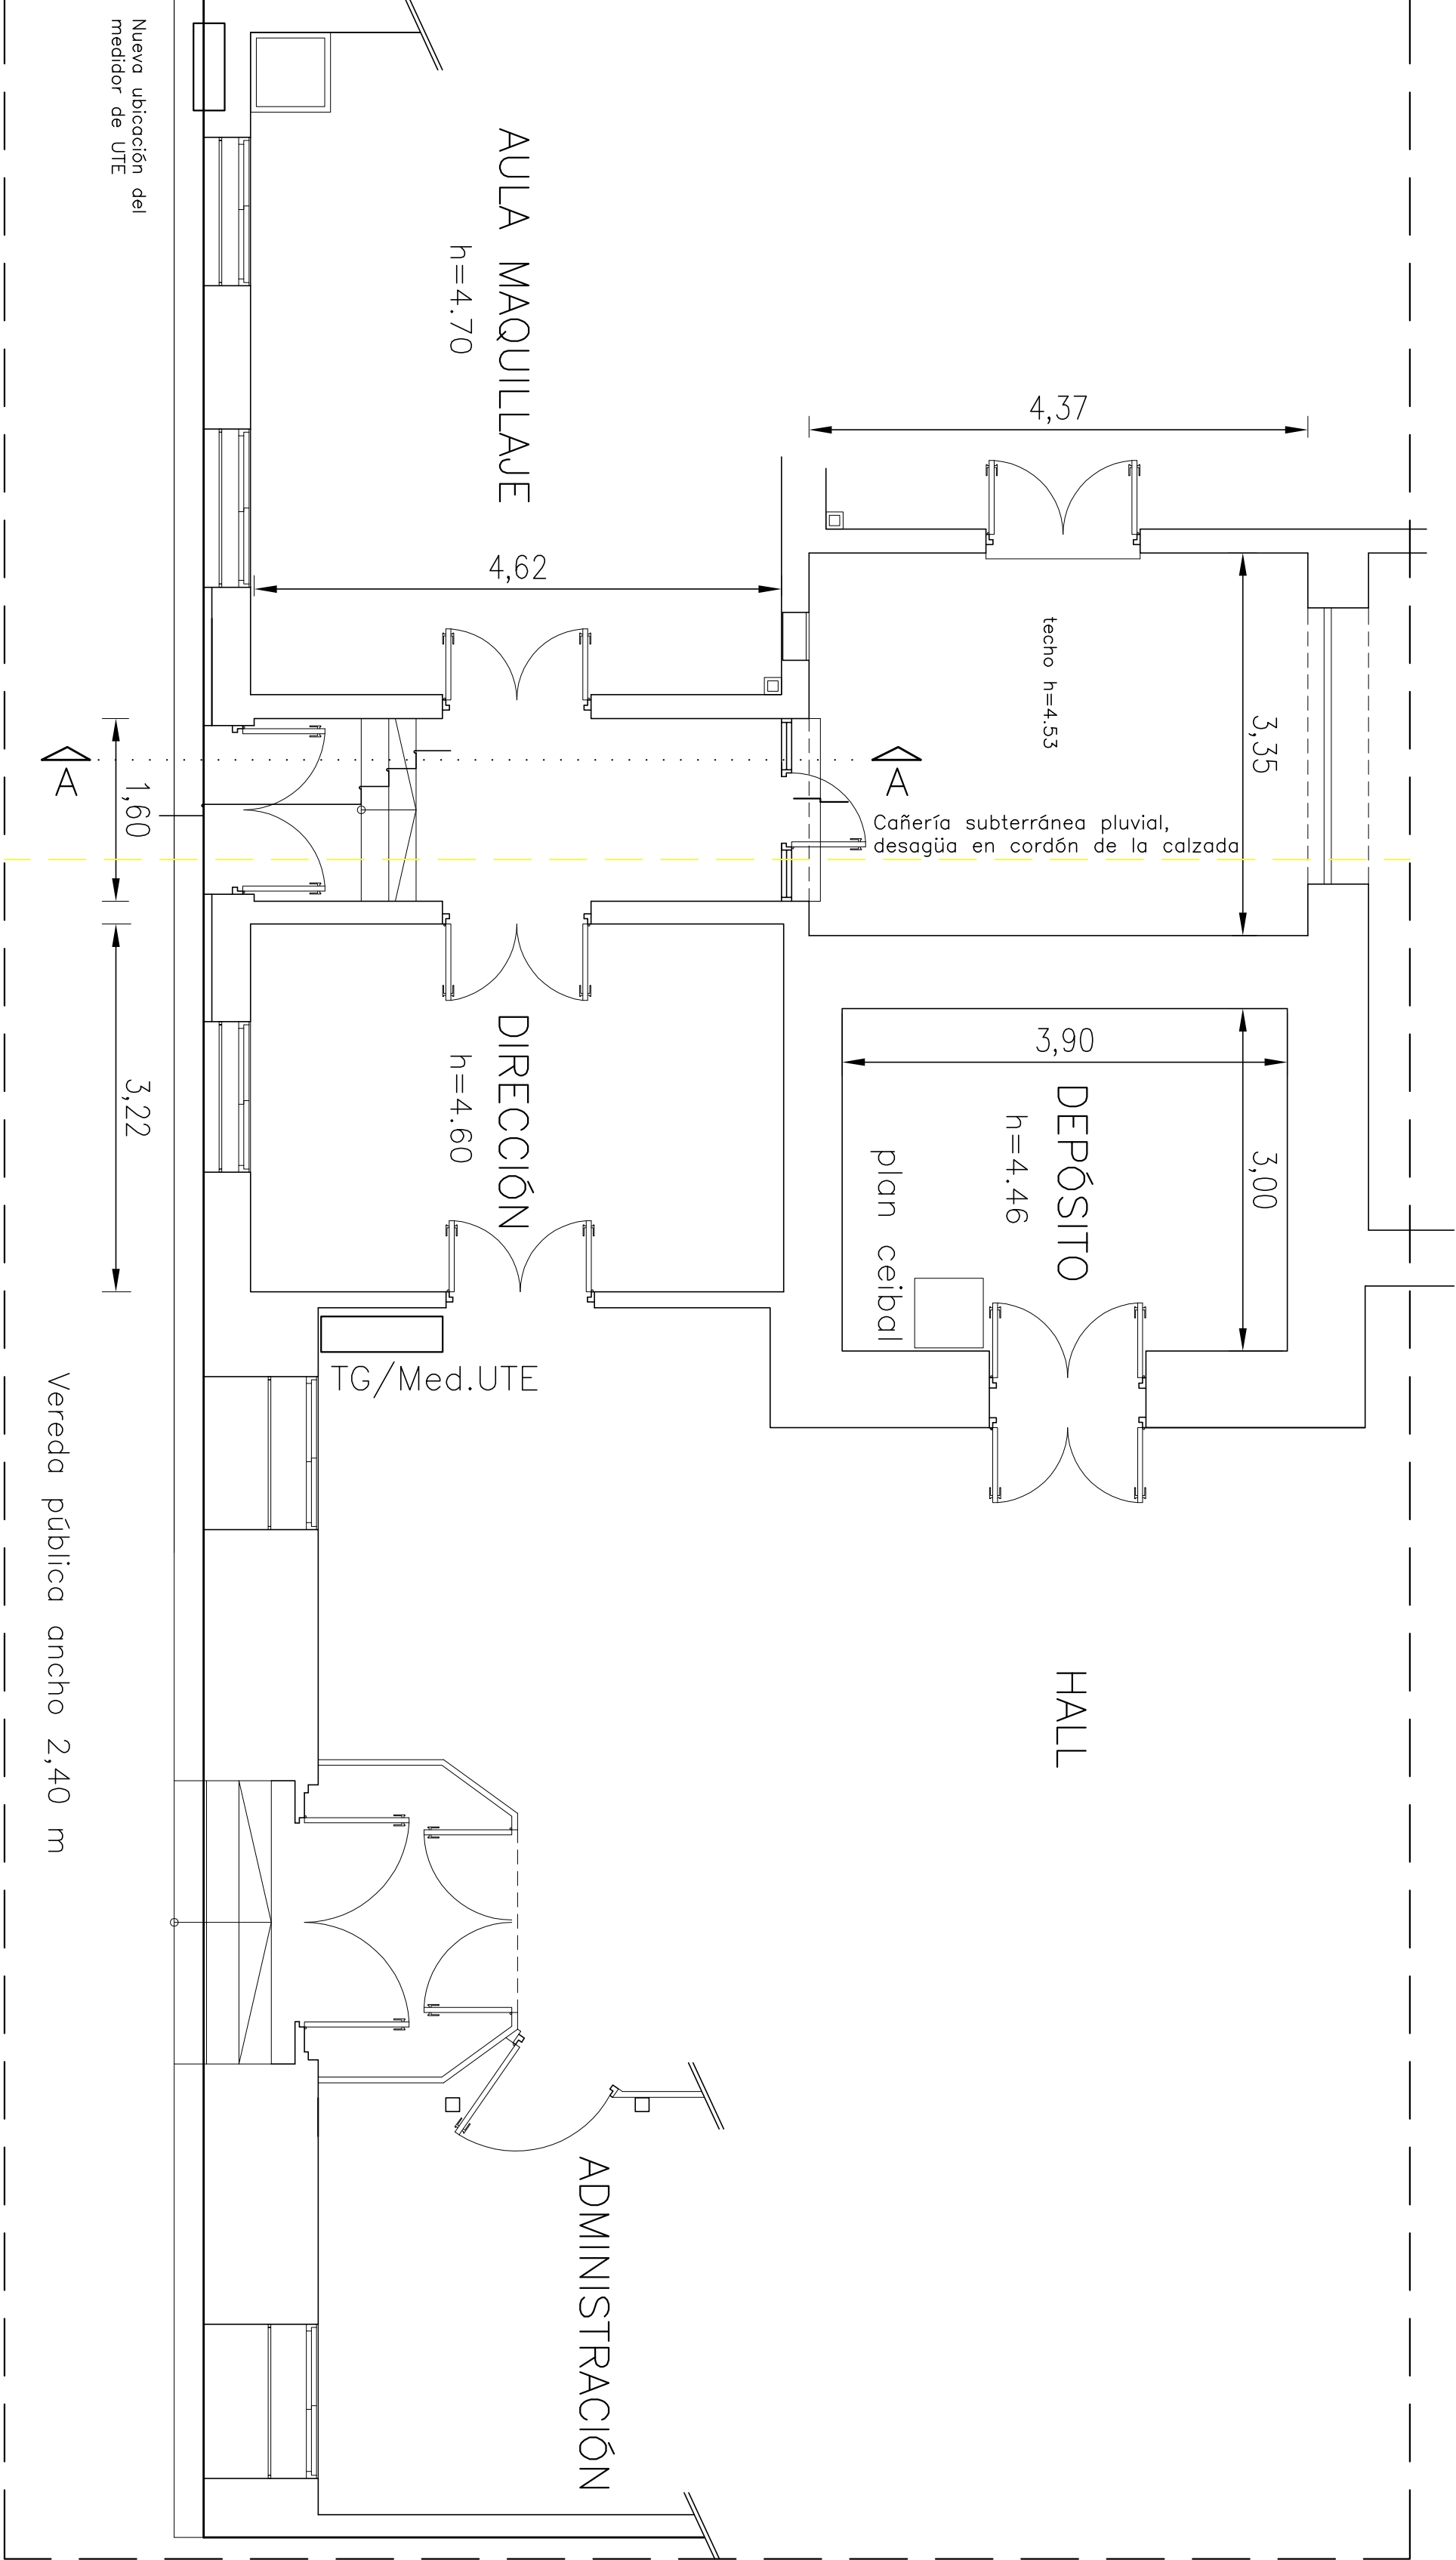 Nueva ubicación del
medidor de UTE
AULA MAQUILLAJE
h=4.70
4,37
4,62
techo h=4.53
3,35
A
A
1,60
Cañería subterránea pluvial,
desagüa en cordón de la calzada
3,22
DIRECCIÓN
h=4.60
3,90
3,00
DEPÓSITO
h=4.46
plan ceibal
TG/Med.UTE
Vereda pública ancho 2,40 m
HALL
ADMINISTRACIÓN